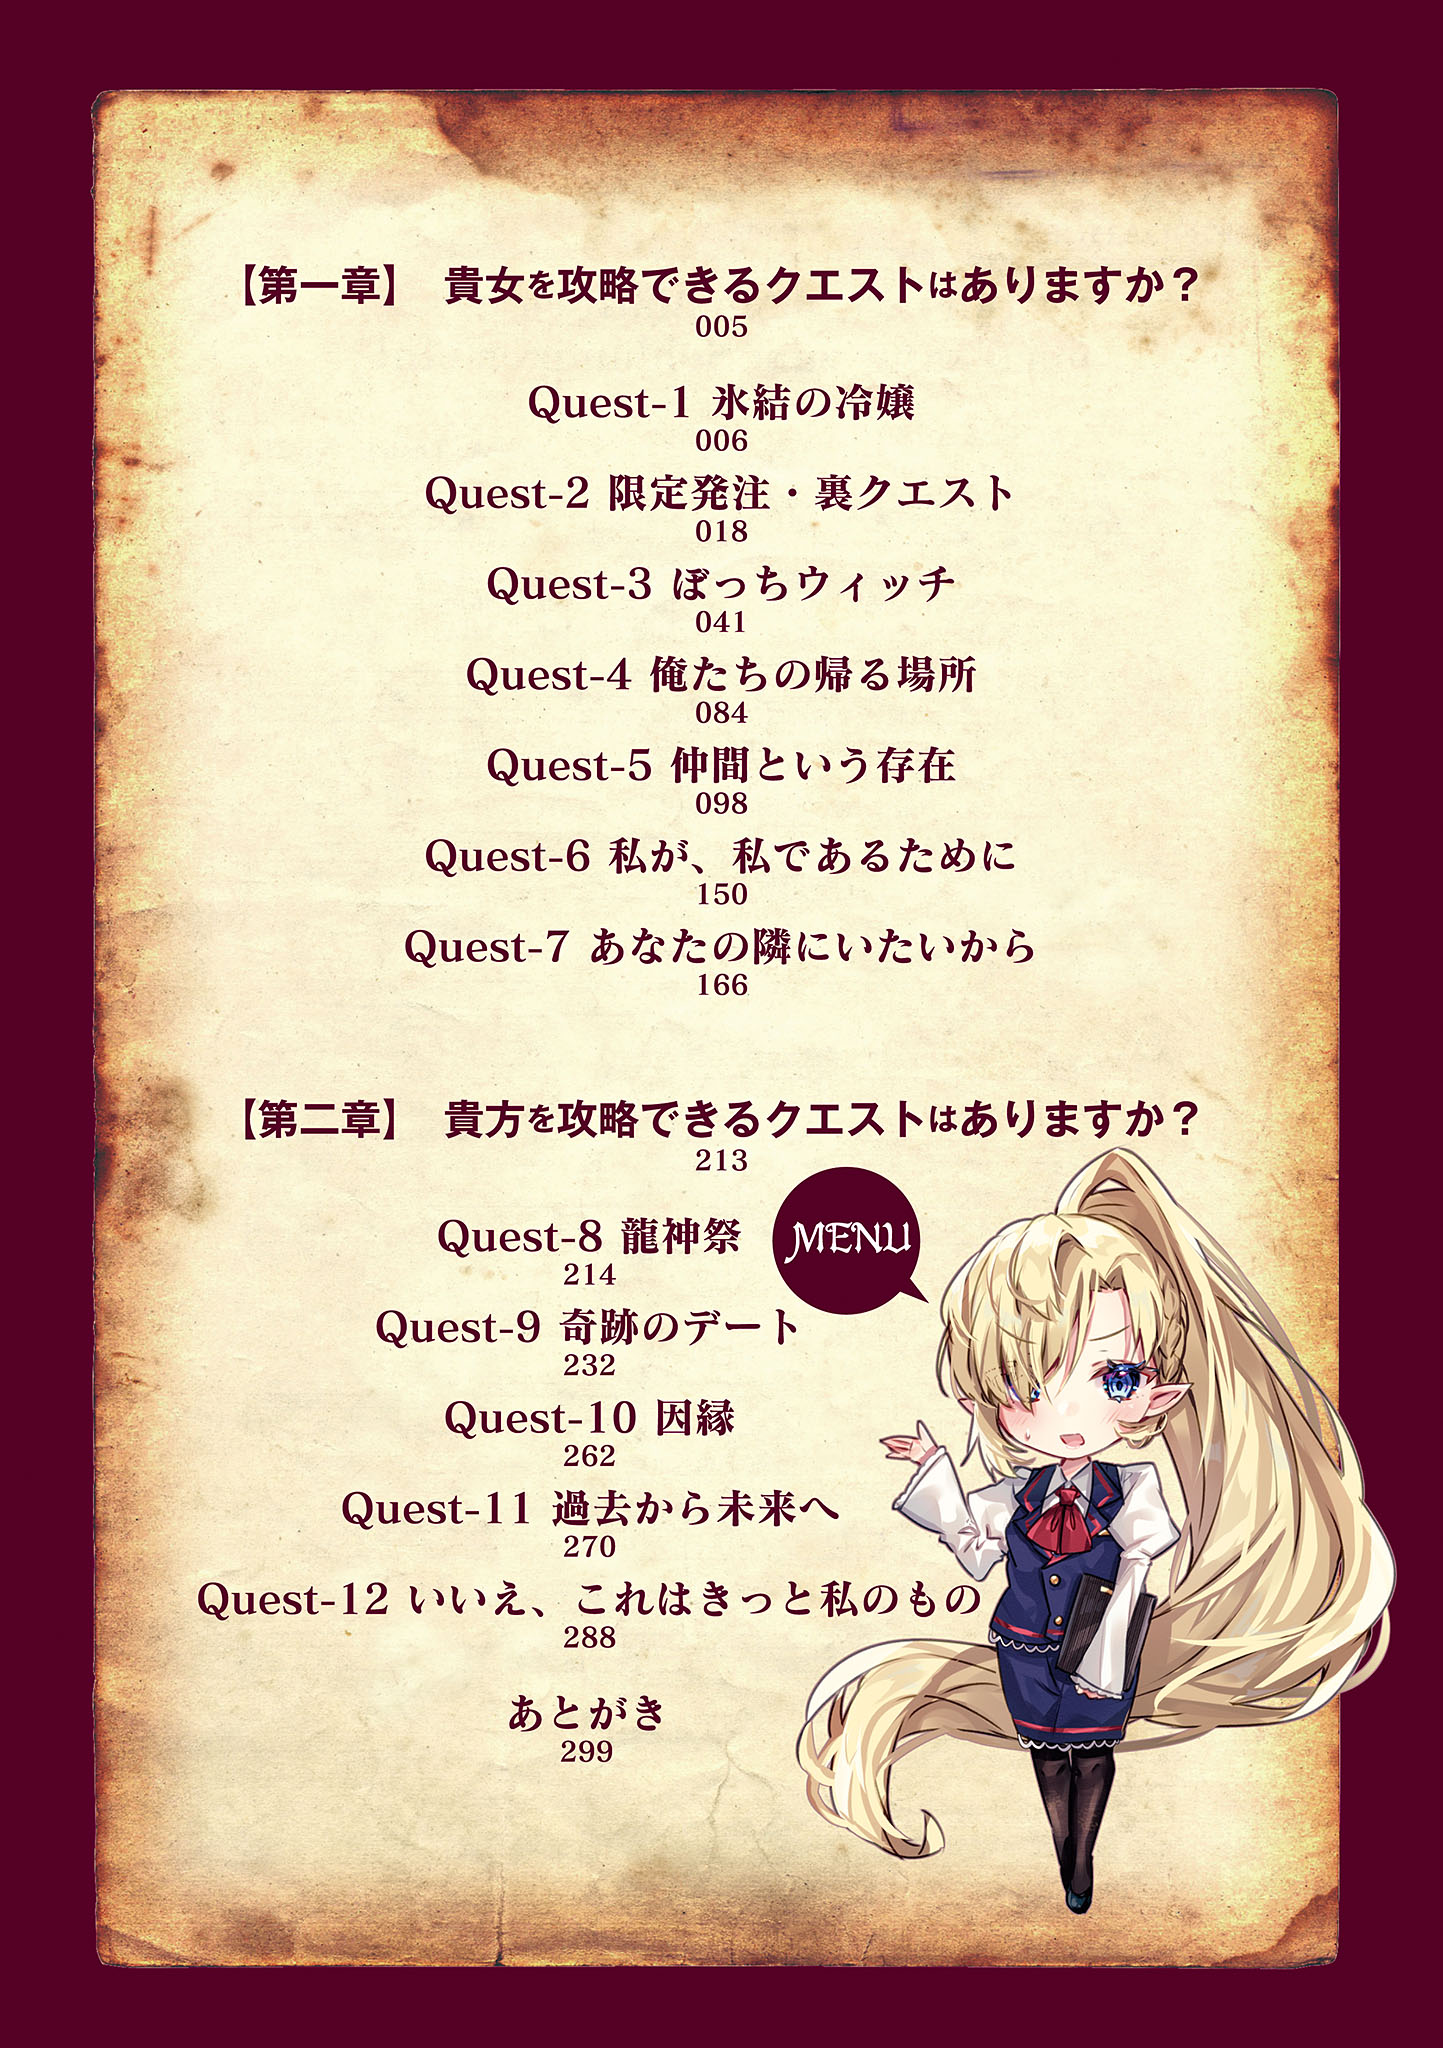 【第一章】 貴女を攻略できるクエストはありますか？
005
Quest-1 氷結の冷嬢
006
Quest-2 限定発注・裏クエスト
018
Quest-3 ぼっちウィッチ
041
Quest-4 俺たちの帰る場所
084
Quest-5 仲間という存在
098
Quest-6 私が、私であるために
150
Quest-7 あなたの隣にいたいから
166
【第二章】 貴方を攻略できるクエストはありますか？
213
Quest-8 龍神祭
214
Quest-9 奇跡のデート
232
Quest-10 因縁
262
Quest-11 過去から未来へ
270
Quest-12 いいえ、これはきっと私のもの
288
あとがき
299
MENU